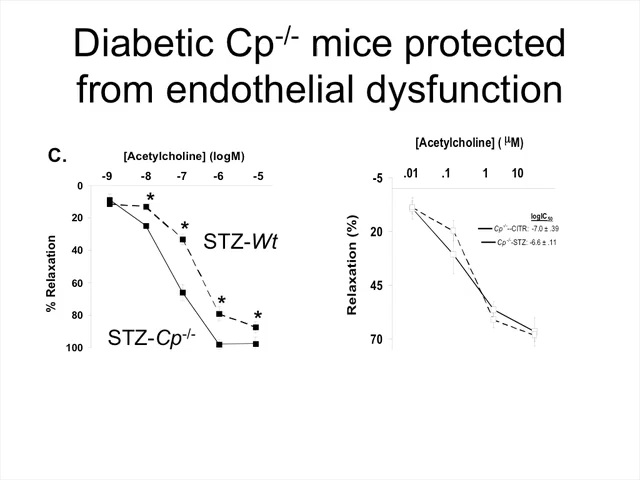 Diabetic Cp-/- mice protected
from endothelial dysfunction
C.
[Acetylcholine] (logM)
-9 -8 -7 -6 -5
0
20
40
60
80
100
% Relaxation
*
*
*
*
STZ-Wt
STZ-Cp-/-
[Acetylcholine] ( µM)
.01 .1 1 10
-5
20
45
70
Relaxation (%)
logIC50
Cp-/-–CITR: -7.0 ± .39
Cp-/-–STZ: -6.6 ± .11